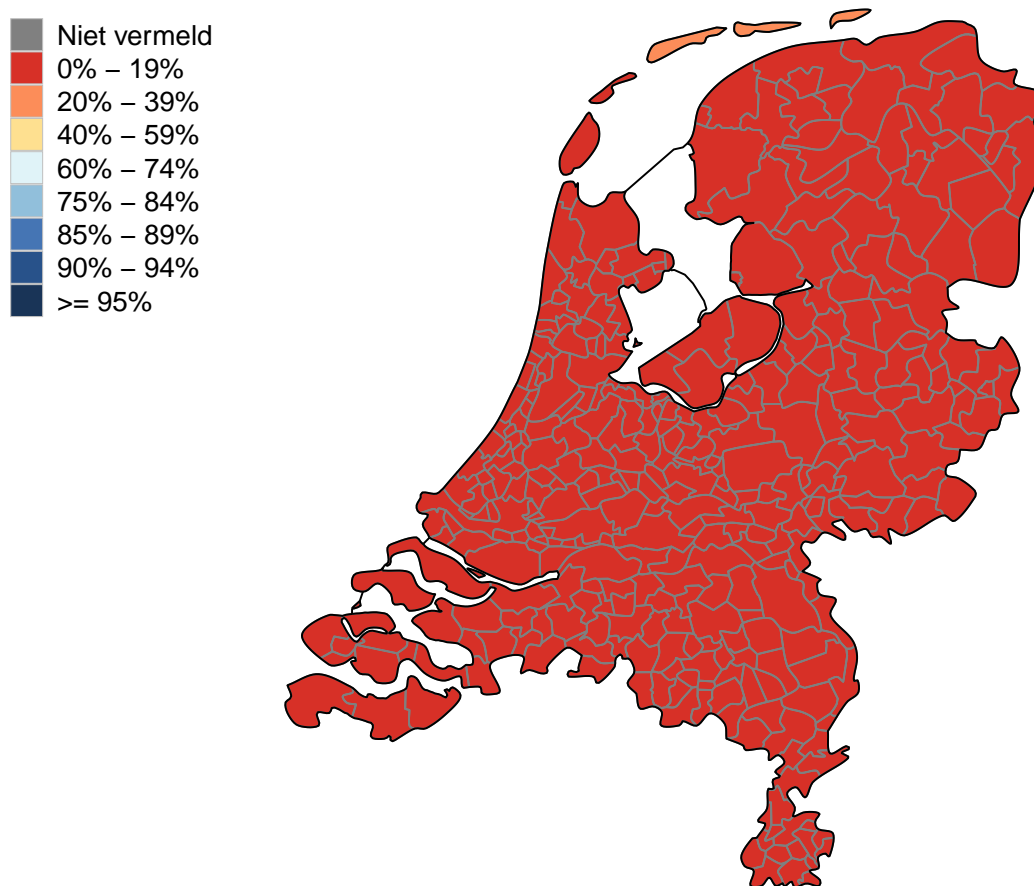 Niet vermeld
0% – 19%
20% – 39%
40% – 59%
60% – 74%
75% – 84%
85% – 89%
90% – 94%
>= 95%